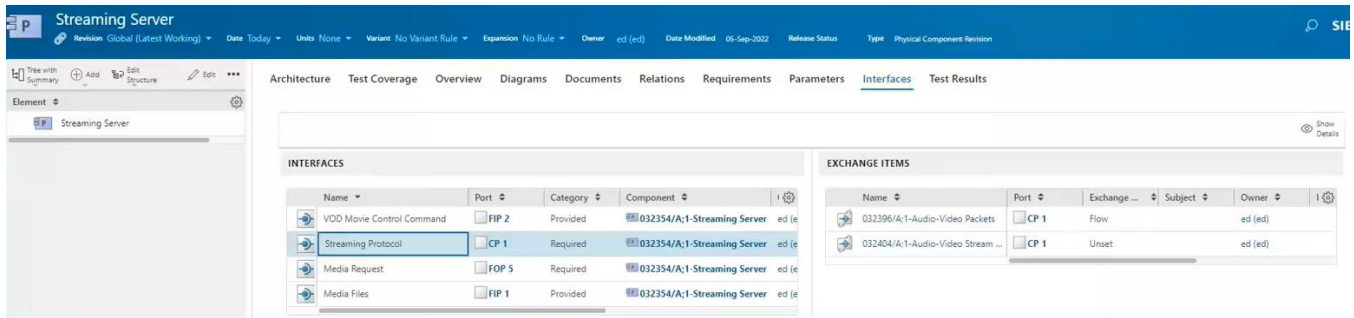 Streaming Server
P
Revision Global (Latest Working) Date Today Units None Variant No Variant Rule Expansion No Rule Owner ed (ed) Date Modified 05-Sep-2022 Release Status Type Physical Component Revision
SIE
Tree with Summary Add Edit Structure Edit
Architecture Test Coverage Overview Diagrams Documents Relations Requirements Parameters Interfaces Test Results
Element
P Streaming Server
Show Details
INTERFACES
Name Port Category Component
VOD Movie Control Command FIP 2 Provided 032354/A;1-Streaming Server ed (e
Streaming Protocol CP 1 Required 032354/A;1-Streaming Server ed (e
Media Request FOP 5 Required 032354/A;1-Streaming Server ed (e
Media Files FIP 1 Provided 032354/A;1-Streaming Server ed (e
EXCHANGE ITEMS
Name Port Exchange ... Subject Owner
032396/A;1-Audio-Video Packets CP 1 Flow ed (ed)
032404/A;1-Audio-Video Stream ... CP 1 Unset ed (ed)